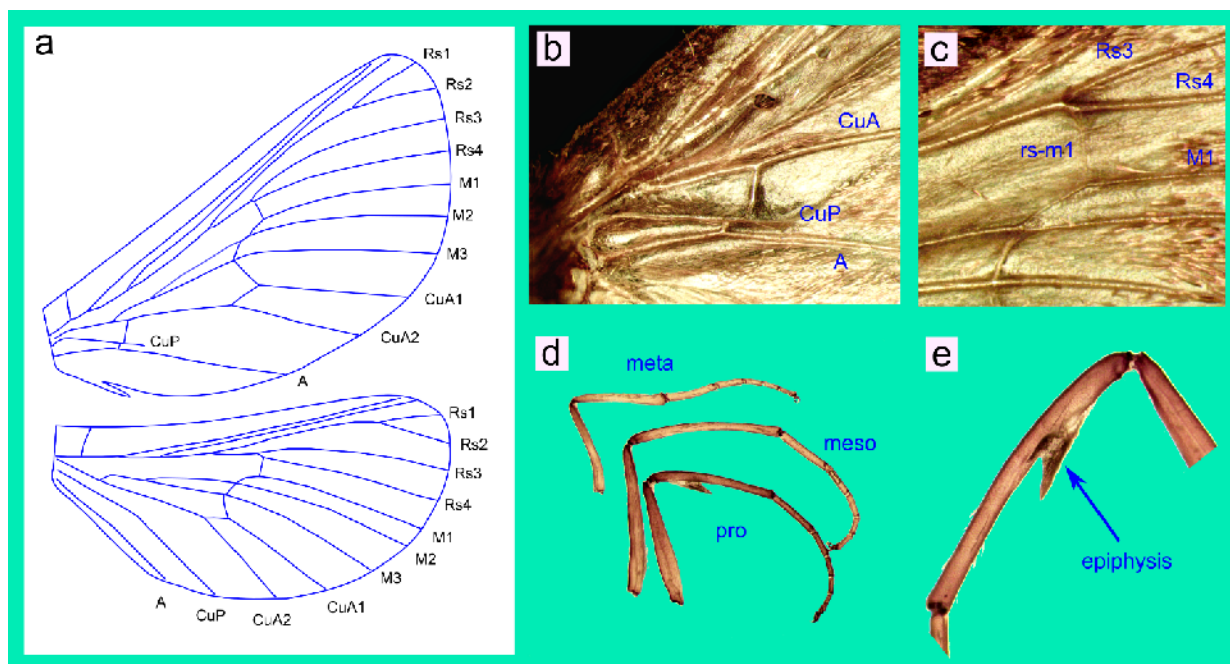 a
Rs1
Rs2
Rs3
Rs4
M1
M2
M3
CuA1
CuA2
CuP
A
Rs1
Rs2
Rs3
Rs4
M1
M2
M3
CuA1
CuA2
CuP
A
b
CuA
CuP
A
c
Rs3
Rs4
rs-m1
M1
d
meta
meso
pro
e
epiphysis